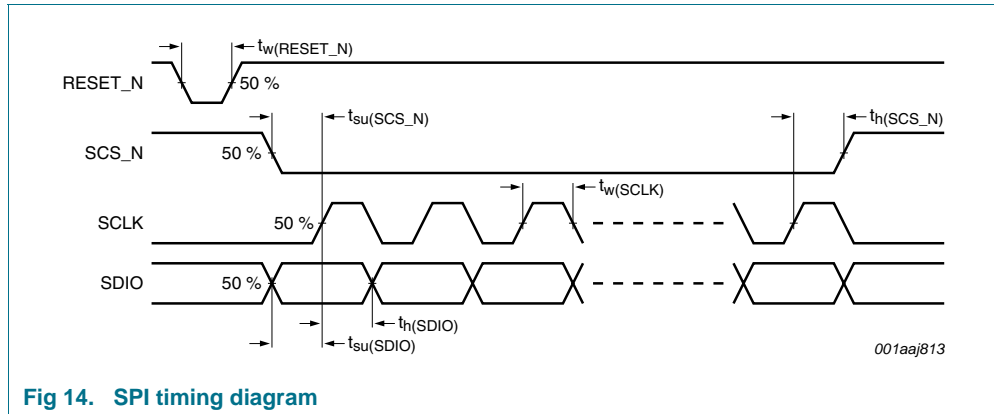 tw(RESET_N)
RESET_N
50 %
tsu(SCS_N)
th(SCS_N)
SCS_N
50 %
tw(SCLK)
SCLK
50 %
SDIO
50 %
th(SDIO)
tsu(SDIO)
001aaj813
Fig 14. SPI timing diagram